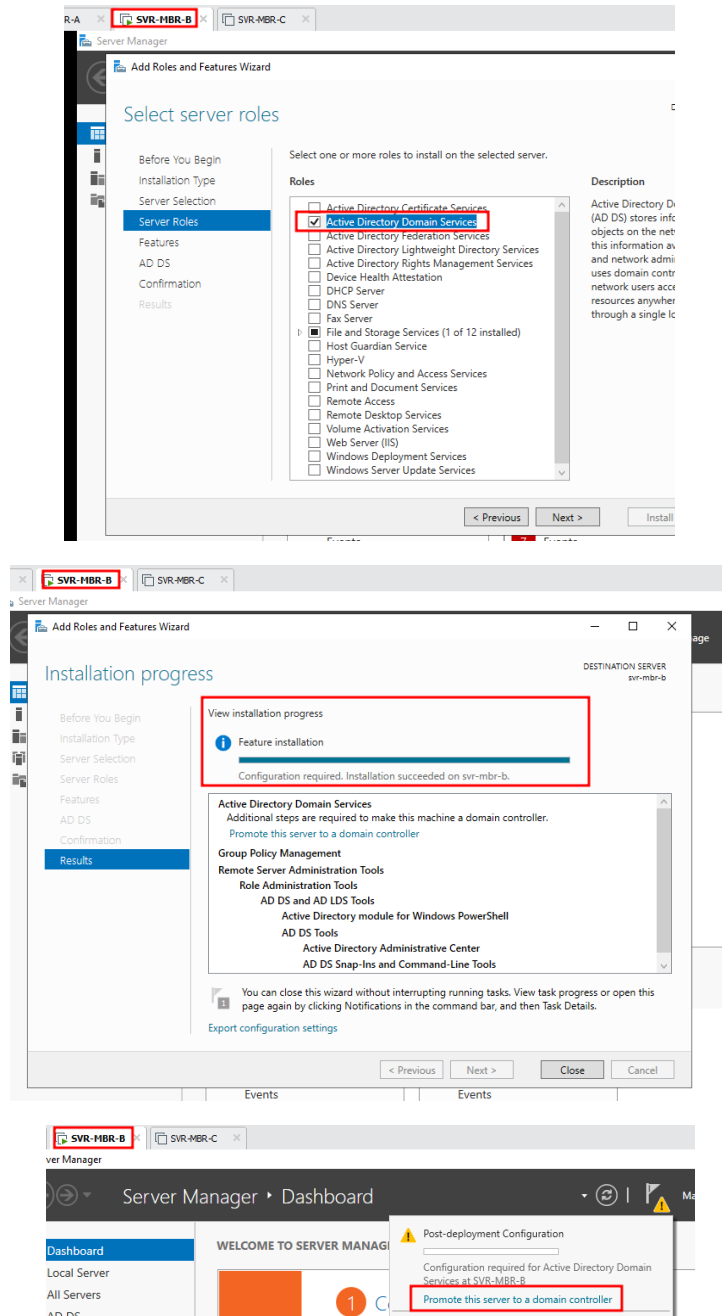 R-A
SVR-MBR-B
SVR-MBR-C
Server Manager
Add Roles and Features Wizard
Select server roles
Before You Begin
Installation Type
Server Selection
Server Roles
Features
AD DS
Confirmation
Results
Select one or more roles to install on the selected server.
Roles
Active Directory Certificate Services
Active Directory Domain Services
Active Directory Federation Services
Active Directory Lightweight Directory Services
Active Directory Rights Management Services
Device Health Attestation
DHCP Server
DNS Server
Fax Server
File and Storage Services (1 of 12 installed)
Host Guardian Service
Hyper-V
Network Policy and Access Services
Print and Document Services
Remote Access
Remote Desktop Services
Volume Activation Services
Web Server (IIS)
Windows Deployment Services
Windows Server Update Services
Description
Active Directory D
(AD DS) stores info
objects on the net
this information av
and network admi
uses domain contr
network users acce
resources anywher
through a single lo
< Previous
Next >
Install
Events
7
Events
SVR-MBR-B
SVR-MBR-C
Server Manager
Add Roles and Features Wizard
age
Installation progress
DESTINATION SERVER
svr-mbr-b
Before You Begin
Installation Type
Server Selection
Server Roles
Features
AD DS
Confirmation
Results
View installation progress
Feature installation
Configuration required. Installation succeeded on svr-mbr-b.
Active Directory Domain Services
Additional steps are required to make this machine a domain controller.
Promote this server to a domain controller
Group Policy Management
Remote Server Administration Tools
Role Administration Tools
AD DS and AD LDS Tools
Active Directory module for Windows PowerShell
AD DS Tools
Active Directory Administrative Center
AD DS Snap-Ins and Command-Line Tools
1
You can close this wizard without interrupting running tasks. View task progress or open this
page again by clicking Notifications in the command bar, and then Task Details.
Export configuration settings
< Previous
Next >
Close
Cancel
Events
Events
SVR-MBR-B
SVR-MBR-C
ver Manager
Server Manager • Dashboard
Ma
Dashboard
Local Server
All Servers
AD DS
WELCOME TO SERVER MANAG
1
Co
Post-deployment Configuration
Configuration required for Active Directory Domain
Services at SVR-MBR-B
Promote this server to a domain controller